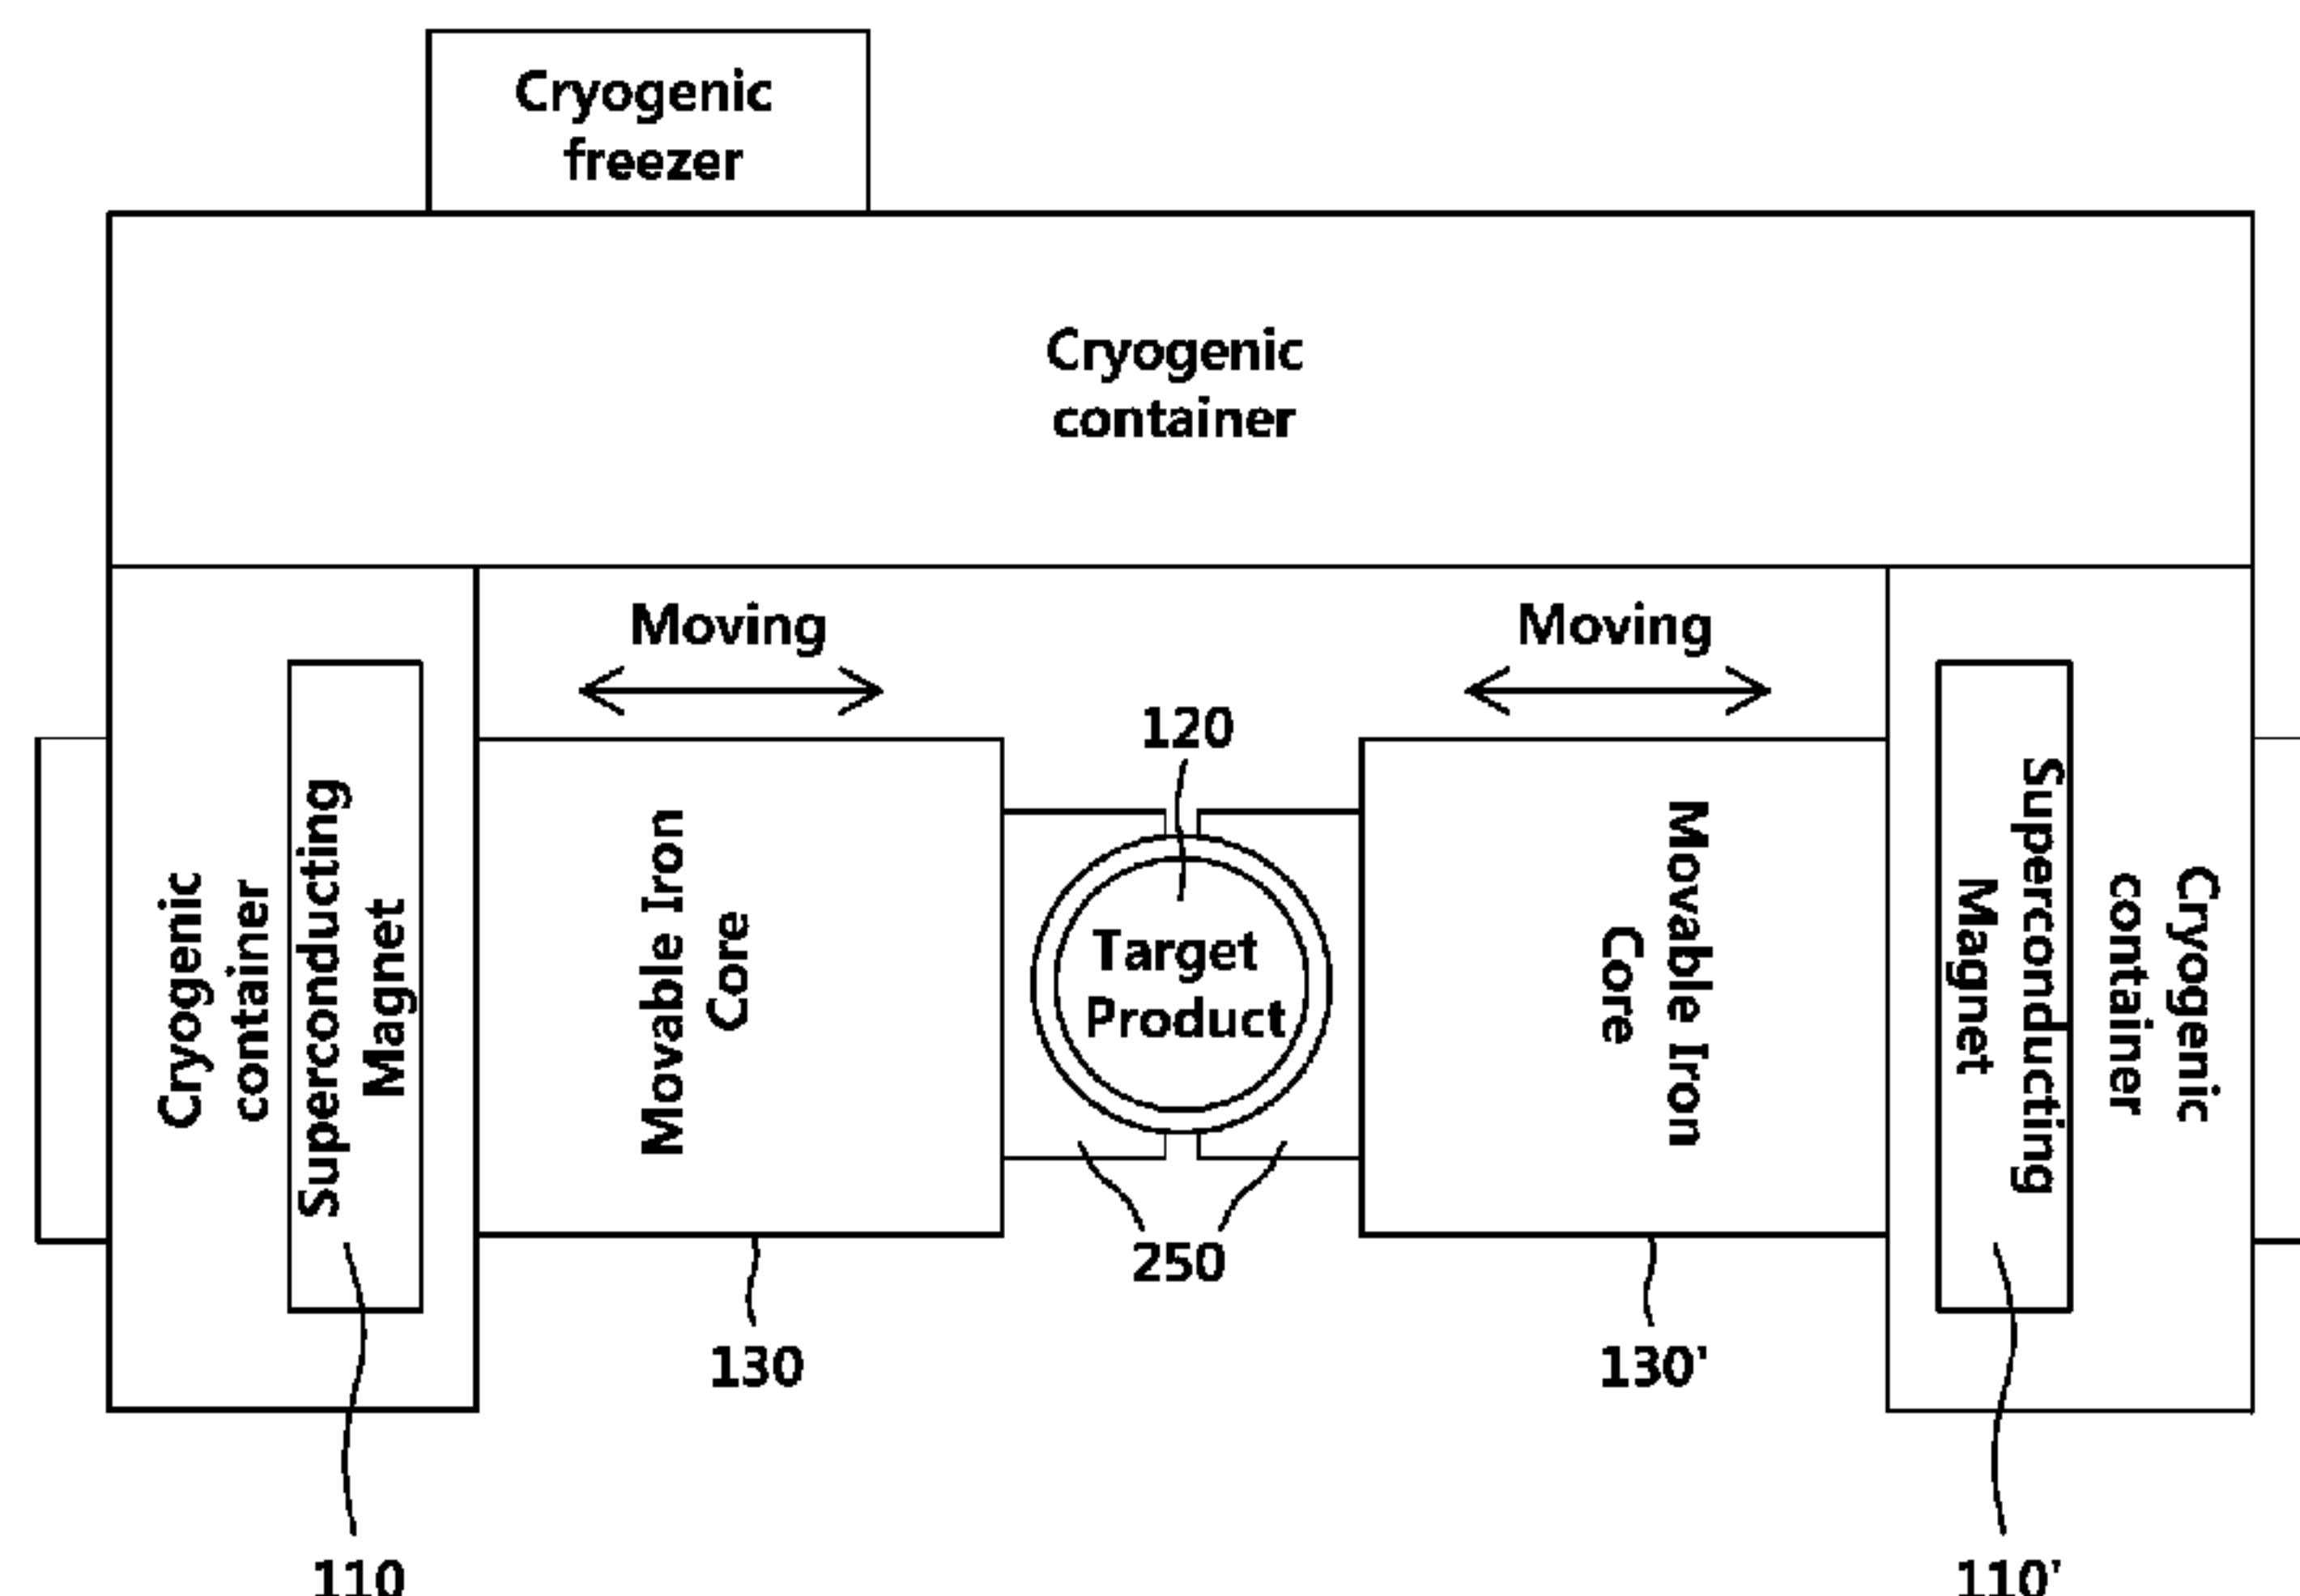 Cryogenic
freezer
Cryogenic
container
Moving
Moving
120
Cryogenic
container
Superconducting
Magnet
Movable Iron
Core
Target
Product
Movable Iron
Core
Superconducting
Magnet
Cryogenic
container
250
130
130'
110
110'